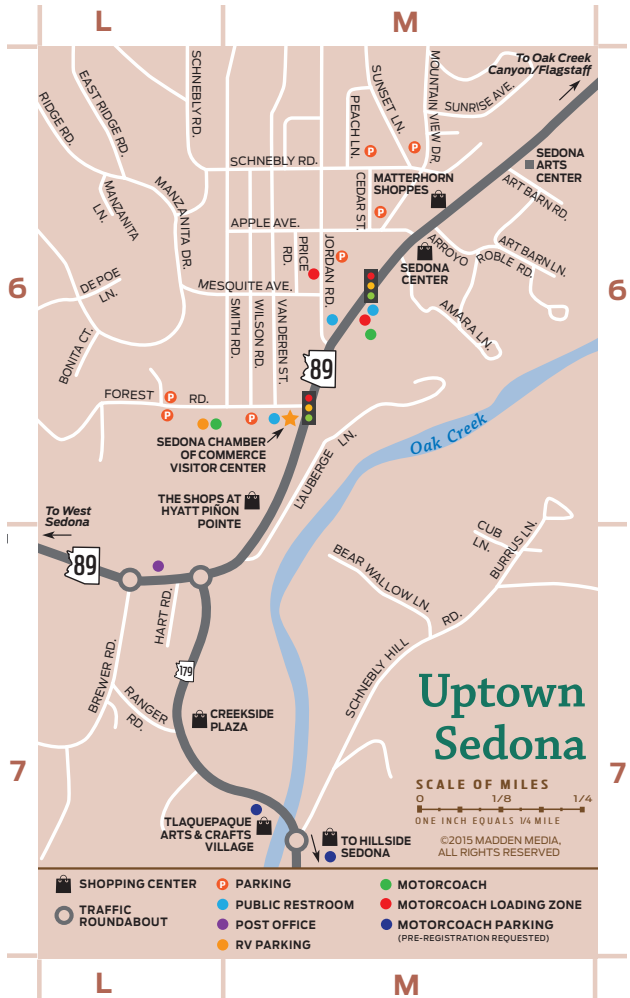 L
M
To Oak Creek
Canyon/Flagstaff
RIDGE RD.
EAST RIDGE RD.
SCHNEBLY RD.
PEACH LN.
SUNSET LN.
MOUNTAIN VIEW DR.
SUNRISE AVE.
P
P
SCHNEBLY RD.
SEDONA
ARTS
CENTER
MATTERHORN
SHOPPES
MANZANITA
LN.
MANZANITA DR.
CEDAR ST.
P
ART BARN RD.
APPLE AVE.
PRICE
RD.
JORDAN RD.
P
ARROYO
ROBLE RD.
ART BARN LN.
SEDONA
CENTER
6
6
DE POE
LN.
MESQUITE AVE.
AMARA LN.
BONITA CT.
SMITH RD.
WILSON RD.
VAN DEREN ST.
89
FOREST
RD.
P
P
P
SEDONA CHAMBER
OF COMMERCE
VISITOR CENTER
L'AUBERGE LN.
Oak Creek
THE SHOPS AT
HYATT PIÑON
POINTE
To West
Sedona
89
CUB
LN.
BURRUS LN.
BEAR WALLOW LN.
HART RD.
SCHNEBLY HILL
RD.
179
BREWER RD.
RANGER
RD.
CREEKSIDE
PLAZA
Uptown
Sedona
7
7
SCALE OF MILES
0 1/8 1/4
ONE INCH EQUALS 1/4 MILE
©2015 MADDEN MEDIA,
ALL RIGHTS RESERVED
TLAQUEPAQUE
ARTS & CRAFTS
VILLAGE
TO HILLSIDE
SEDONA
SHOPPING CENTER
TRAFFIC
ROUNDABOUT
P PARKING
PUBLIC RESTROOM
POST OFFICE
RV PARKING
MOTORCOACH
MOTORCOACH LOADING ZONE
MOTORCOACH PARKING
(PRE-REGISTRATION REQUESTED)
L
M